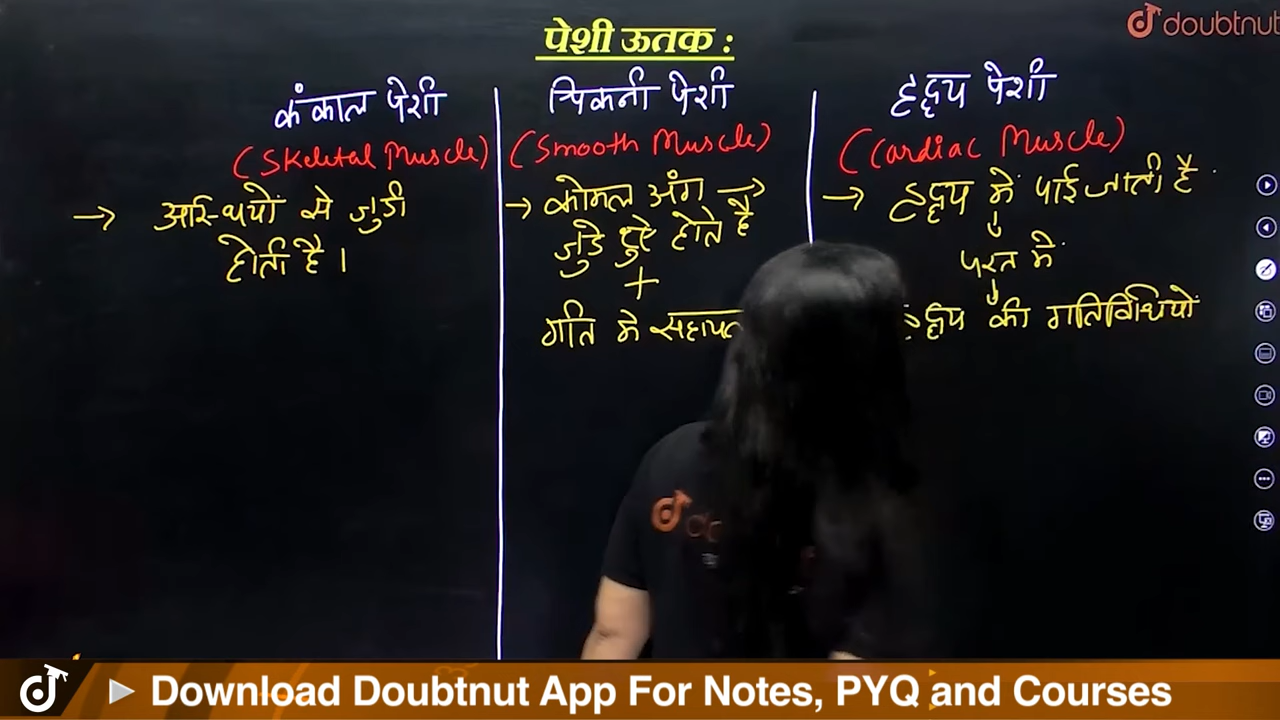 doubtnut
पेशी ऊतक :
कंकाल पेशी
(Skeletal Muscle)
→ अस्थियों से जुडी
होती है।
चिकनी पेशी
(Smooth Muscle)
→ कोमल अंग →
जुडे हुए होते है
+
गति मे
हृदय पेशी
(Cardiac Muscle)
→ हृदय में पाई जाती है
परत में
की गतिविधियों
► Download Doubtnut App For Notes, PYQ and Courses